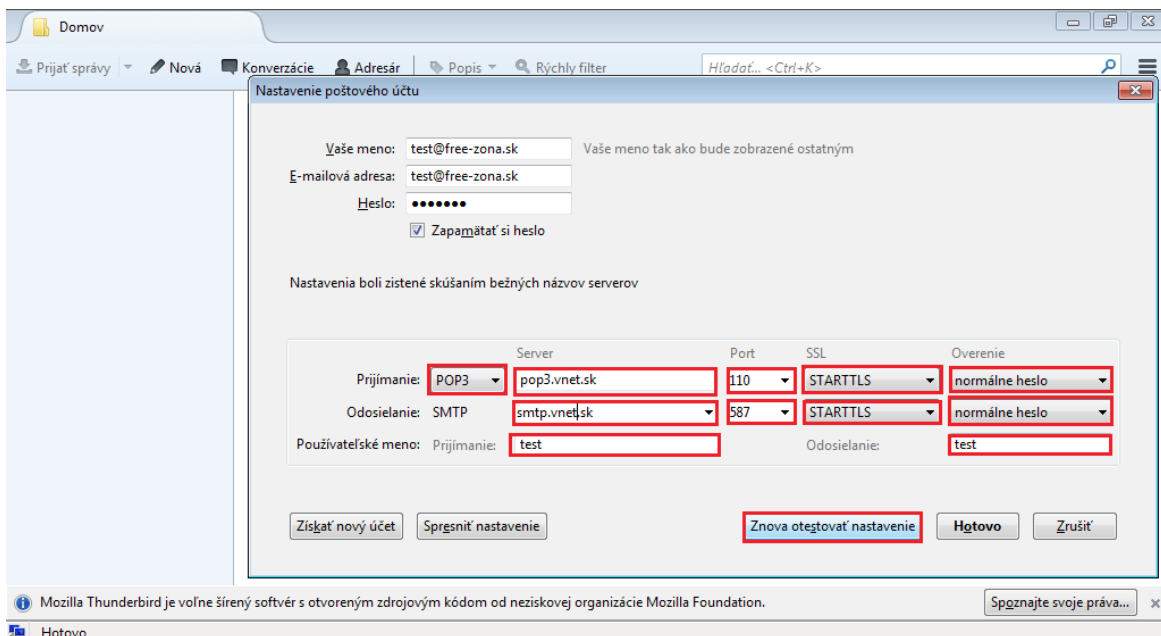 Domov
Prijať správy Nová Konverzácie Adresár Popis Rýchly filter Hľadať... <Ctrl+K>
Nastavenie poštového účtu
Vaše meno: test@free-zona.sk Vaše meno tak ako bude zobrazené ostatným
E-mailová adresa: test@free-zona.sk
Heslo: •••••••
Zapamätať si heslo
Nastavenia boli zistené skúšaním bežných názvov serverov
Server Port SSL Overenie
Prijímanie: POP3 pop3.vnet.sk 110 STARTTLS normálne heslo
Odosielanie: SMTP smtp.vnet.sk 587 STARTTLS normálne heslo
Používateľské meno: Prijímanie: test Odosielanie: test
Získať nový účet Spresniť nastavenie Znova otestovať nastavenie Hotovo Zrušiť
Mozilla Thunderbird je voľne šírený softvér s otvoreným zdrojovým kódom od neziskovej organizácie Mozilla Foundation. Spoznajte svoje práva...
Hotovo